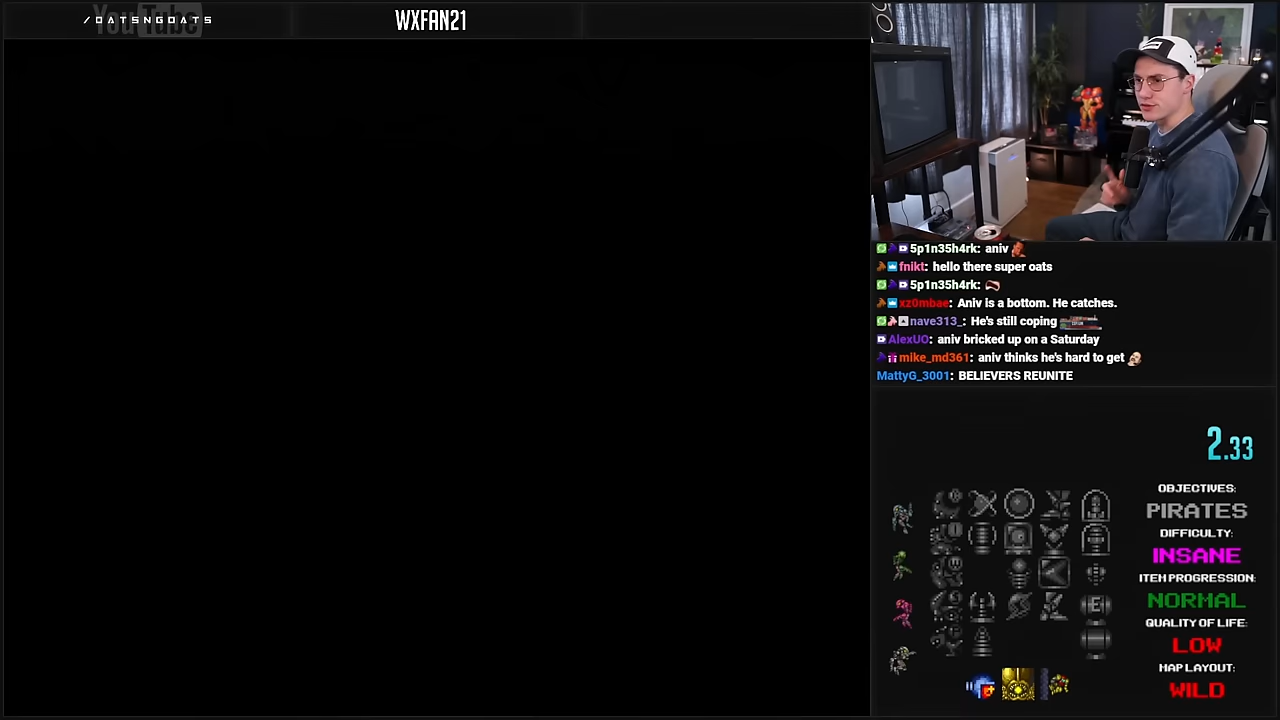 YouTube
/OATSNGOATS
WXFAN21
5p1n35h4rk: aniv
fnikt: hello there super oats
5p1n35h4rk:
xz0mbae: Aniv is a bottom. He catches.
nave313_: He's still coping
AlexUO: aniv bricked up on a Saturday
mike_md361: aniv thinks he's hard to get
MattyG_3001: BELIEVERS REUNITE
2.33
OBJECTIVES:
PIRATES
DIFFICULTY:
INSANE
ITEM PROGRESSION:
NORMAL
QUALITY OF LIFE:
LOW
MAP LAYOUT:
WILD